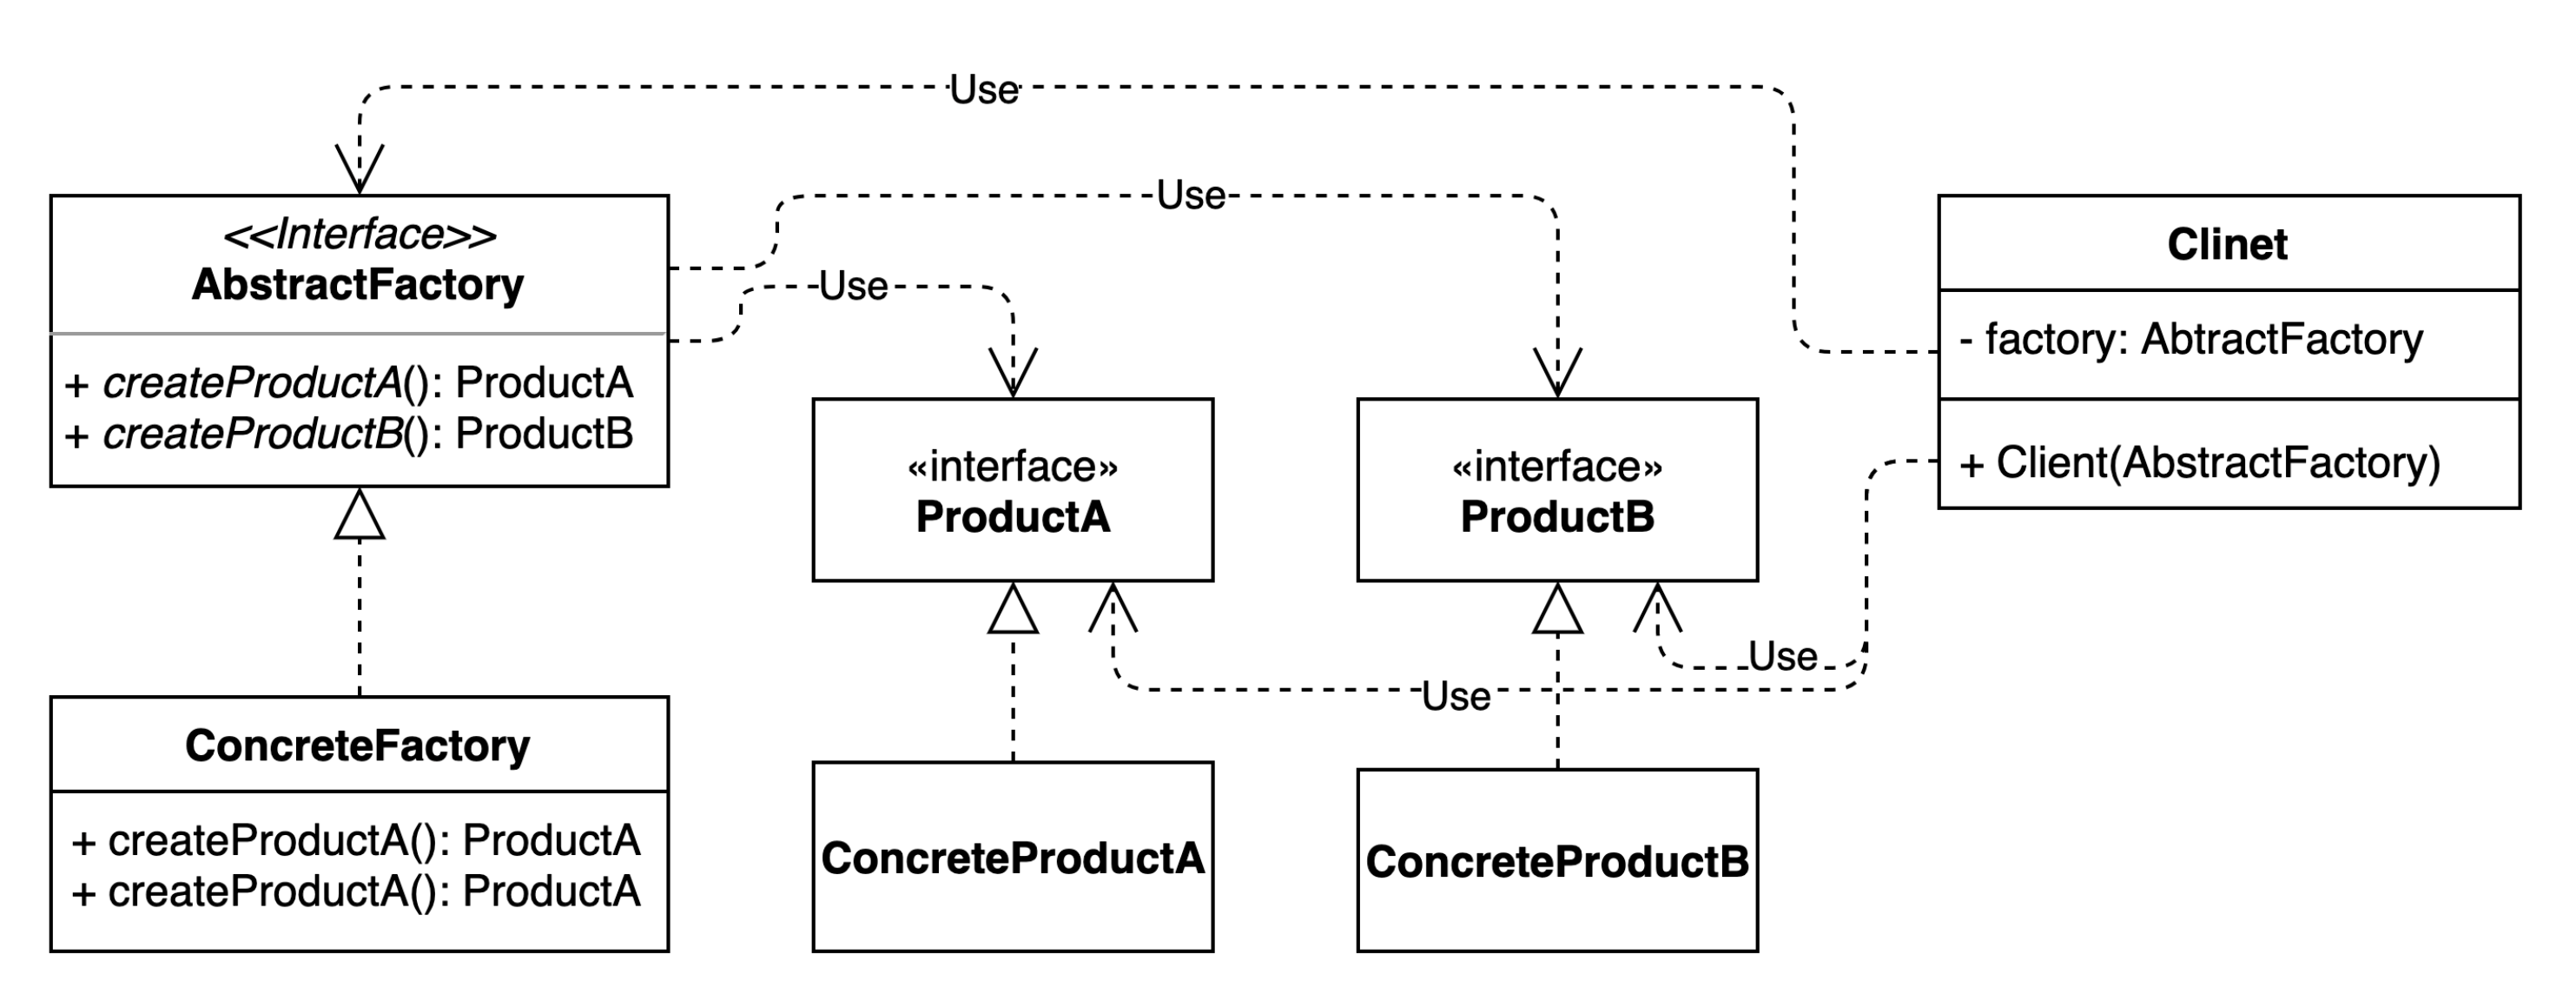 Use
Use
Use
<<Interface>>
AbstractFactory
+ createProductA(): ProductA
+ createProductB(): ProductB
Clinet
- factory: AbtractFactory
+ Client(AbstractFactory)
«interface»
ProductA
«interface»
ProductB
Use
Use
ConcreteFactory
+ createProductA(): ProductA
+ createProductA(): ProductA
ConcreteProductA
ConcreteProductB